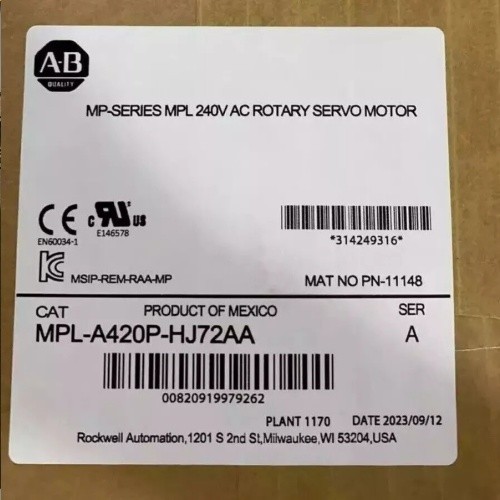 A-B
QUALITY
MP-SERIES MPL 240V AC ROTARY SERVO MOTOR
CE c UR us
EN60034-1 E146578
*314249316*
MSIP-REM-RAA-MP
MAT NO PN-11148
CAT PRODUCT OF MEXICO SER
MPL-A420P-HJ72AA A
00820919979262
PLANT 1170 DATE 2023/09/12
Rockwell Automation,1201 S 2nd St,Miiwaukee,WI 53204,USA